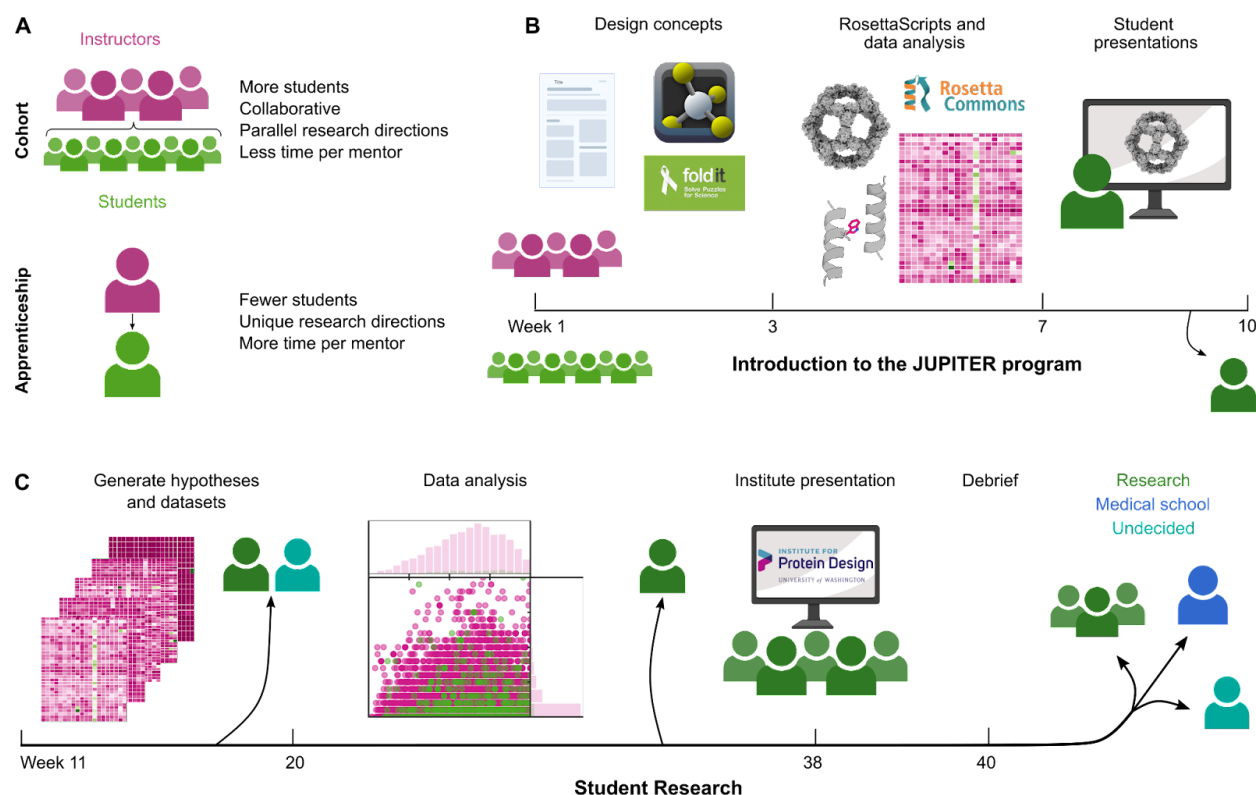 A
Instructors
Cohort
More students
Collaborative
Parallel research directions
Less time per mentor
Students
Apprenticeship
Fewer students
Unique research directions
More time per mentor
B
Design concepts
Title
foldit
Solve Puzzles
for Science
RosettaScripts and
data analysis
Rosetta
Commons
Student
presentations
Week 1
3
7
10
Introduction to the JUPITER program
C
Generate hypotheses
and datasets
Data analysis
Institute presentation
INSTITUTE FOR
Protein Design
UNIVERSITY of WASHINGTON
Debrief
Research
Medical school
Undecided
Week 11
20
38
40
Student Research